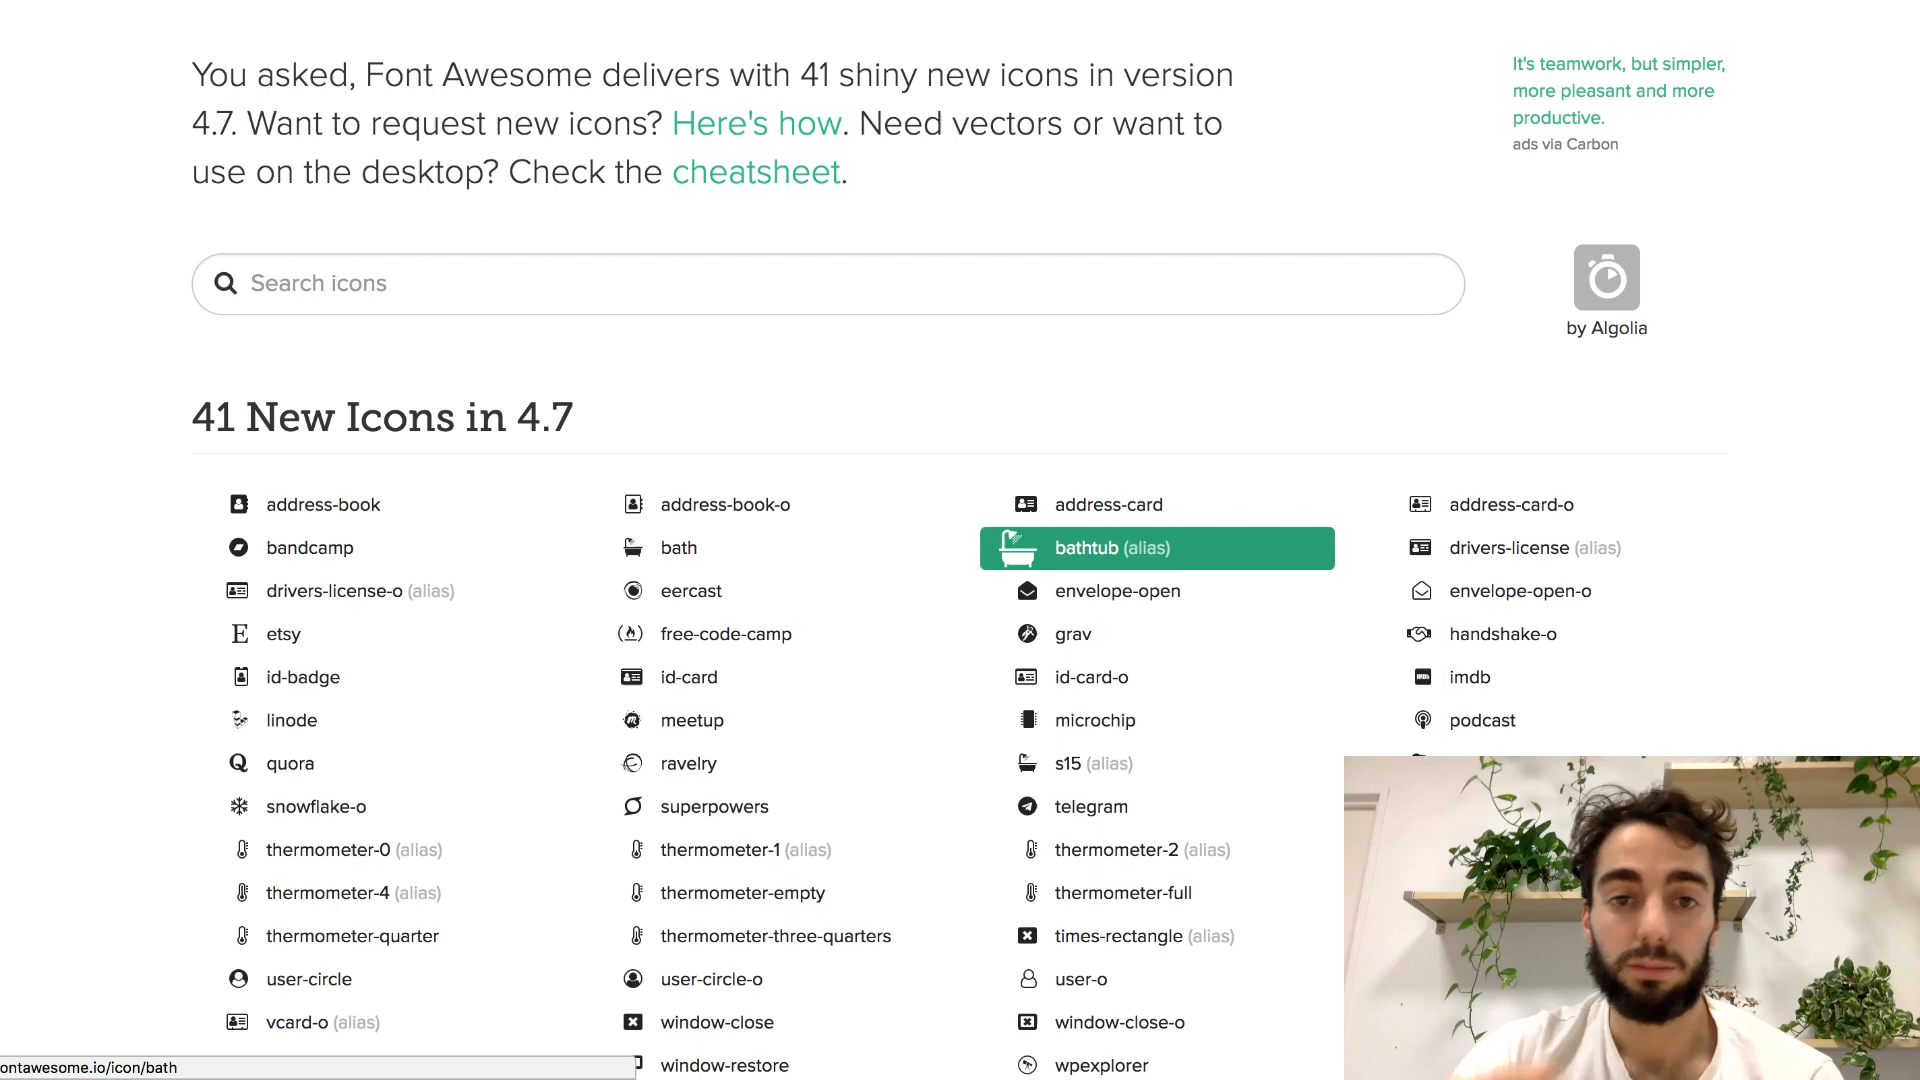 You asked, Font Awesome delivers with 41 shiny new icons in version
4.7. Want to request new icons? Here's how. Need vectors or want to
use on the desktop? Check the cheatsheet.
It's teamwork, but simpler,
more pleasant and more
productive.
ads via Carbon
Search icons
by Algolia
41 New Icons in 4.7
address-book address-book-o address-card address-card-o
bandcamp bath bathtub (alias) drivers-license (alias)
drivers-license-o (alias) eercast envelope-open envelope-open-o
etsy free-code-camp grav handshake-o
id-badge id-card id-card-o imdb
linode meetup microchip podcast
quora ravelry s15 (alias)
snowflake-o superpowers telegram
thermometer-0 (alias) thermometer-1 (alias) thermometer-2 (alias)
thermometer-4 (alias) thermometer-empty thermometer-full
thermometer-quarter thermometer-three-quarters times-rectangle (alias)
user-circle user-circle-o user-o
vcard-o (alias) window-close window-close-o
window-restore wpexplorer
ontawesome.io/icon/bath